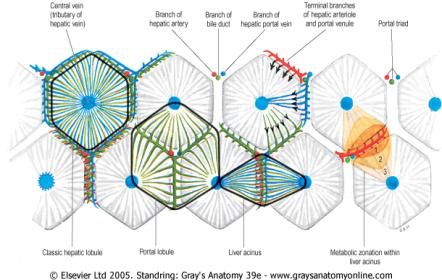 Central vein
(tributary of
hepatic vein)
Branch of
hepatic artery
Branch of
bile duct
Branch of
hepatic portal vein
Terminal branches
of hepatic arteriole
and portal venule
Portal triad
1
2
3
Classic hepatic lobule
Portal lobule
Liver acinus
Metabolic zonation within
liver acinus
© Elsevier Ltd 2005. Standring: Gray's Anatomy 39e - www.graysanatomyonline.com